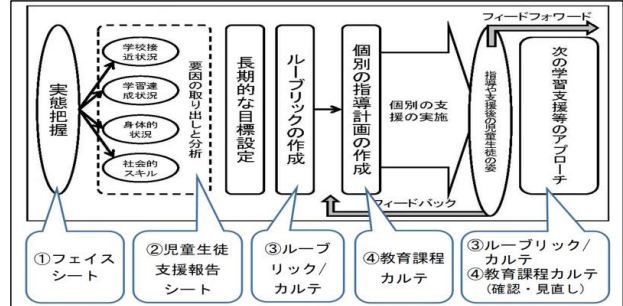 フィードフォワード
実態把握
学校接近状況
学習達成状況
身体的状況
社会的スキル
要因の取り出しと分析
長期的な目標設定
ルーブリックの作成
個別の指導計画の作成
個別の支援の実施
指導や支援後の児童生徒の姿
次の学習支援等のアプローチ
フィードバック
①フェイス
シート
②児童生徒
支援報告
シート
③ルーブ
リック/
カルテ
④教育課程
カルテ
③ルーブリック/
カルテ
④教育課程カルテ
(確認・見直し)